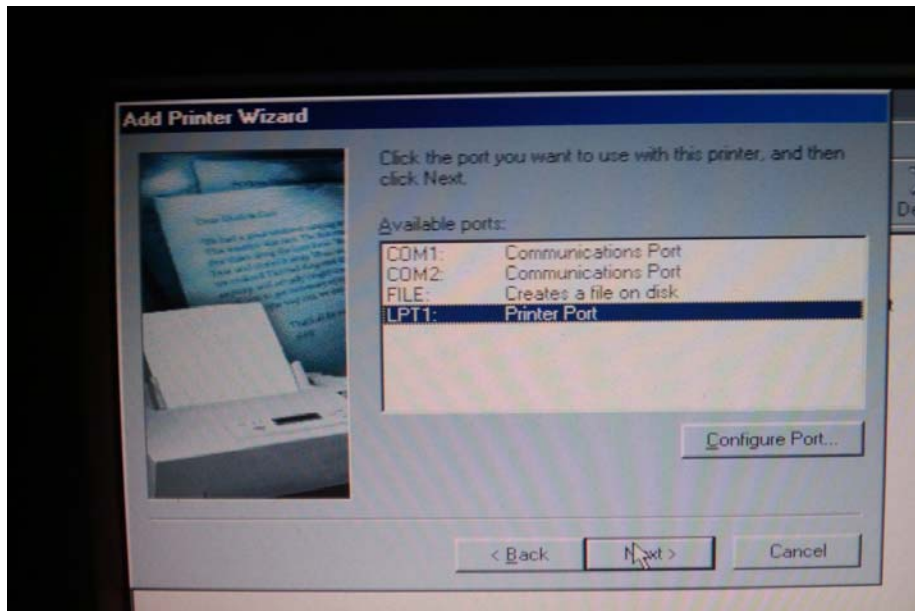 Add Printer Wizard
Click the port you want to use with this printer, and then
click Next.
Available ports:
COM1: Communications Port
COM2: Communications Port
FILE: Creates a file on disk
LPT1: Printer Port
Configure Port...
< Back
Next >
Cancel